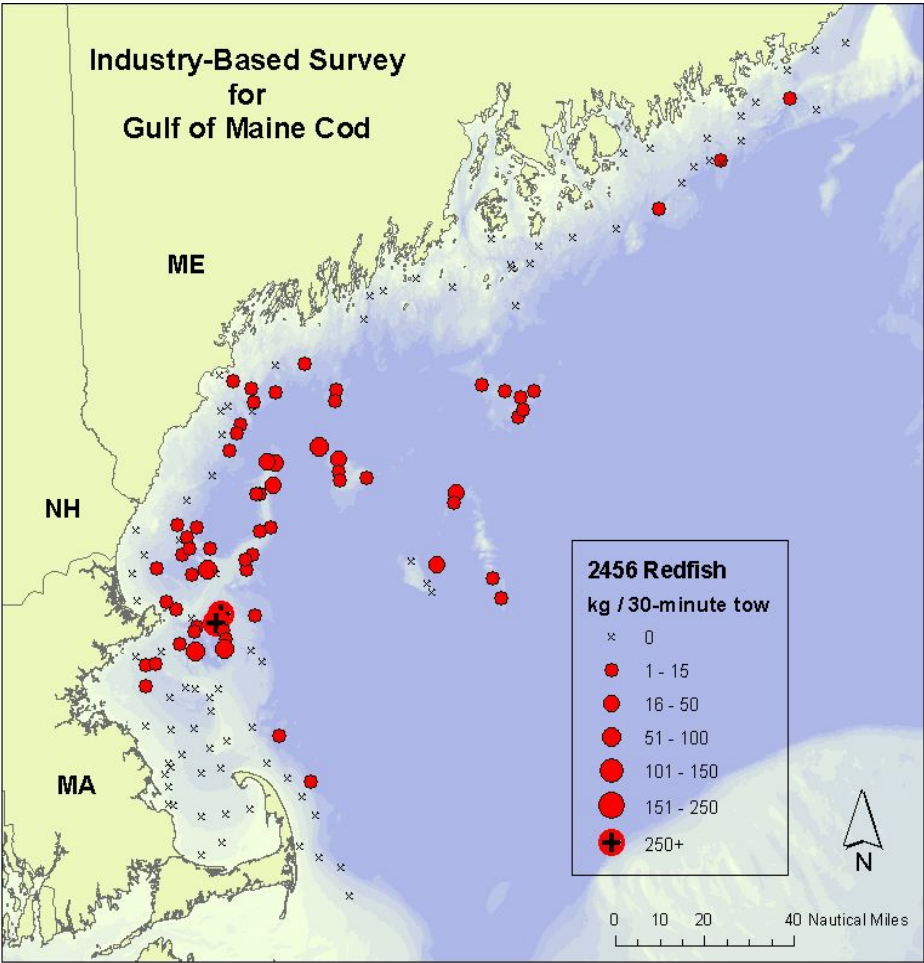 Industry-Based Survey
for
Gulf of Maine Cod
ME
NH
MA
2456 Redfish
kg / 30-minute tow
0
1 - 15
16 - 50
51 - 100
101 - 150
151 - 250
250+
N
0 10 20 40 Nautical Miles